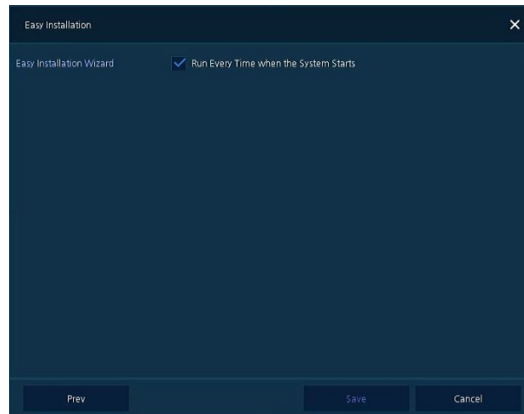 Easy Installation
Easy Installation Wizard Run Every Time when the System Starts
Prev Save Cancel